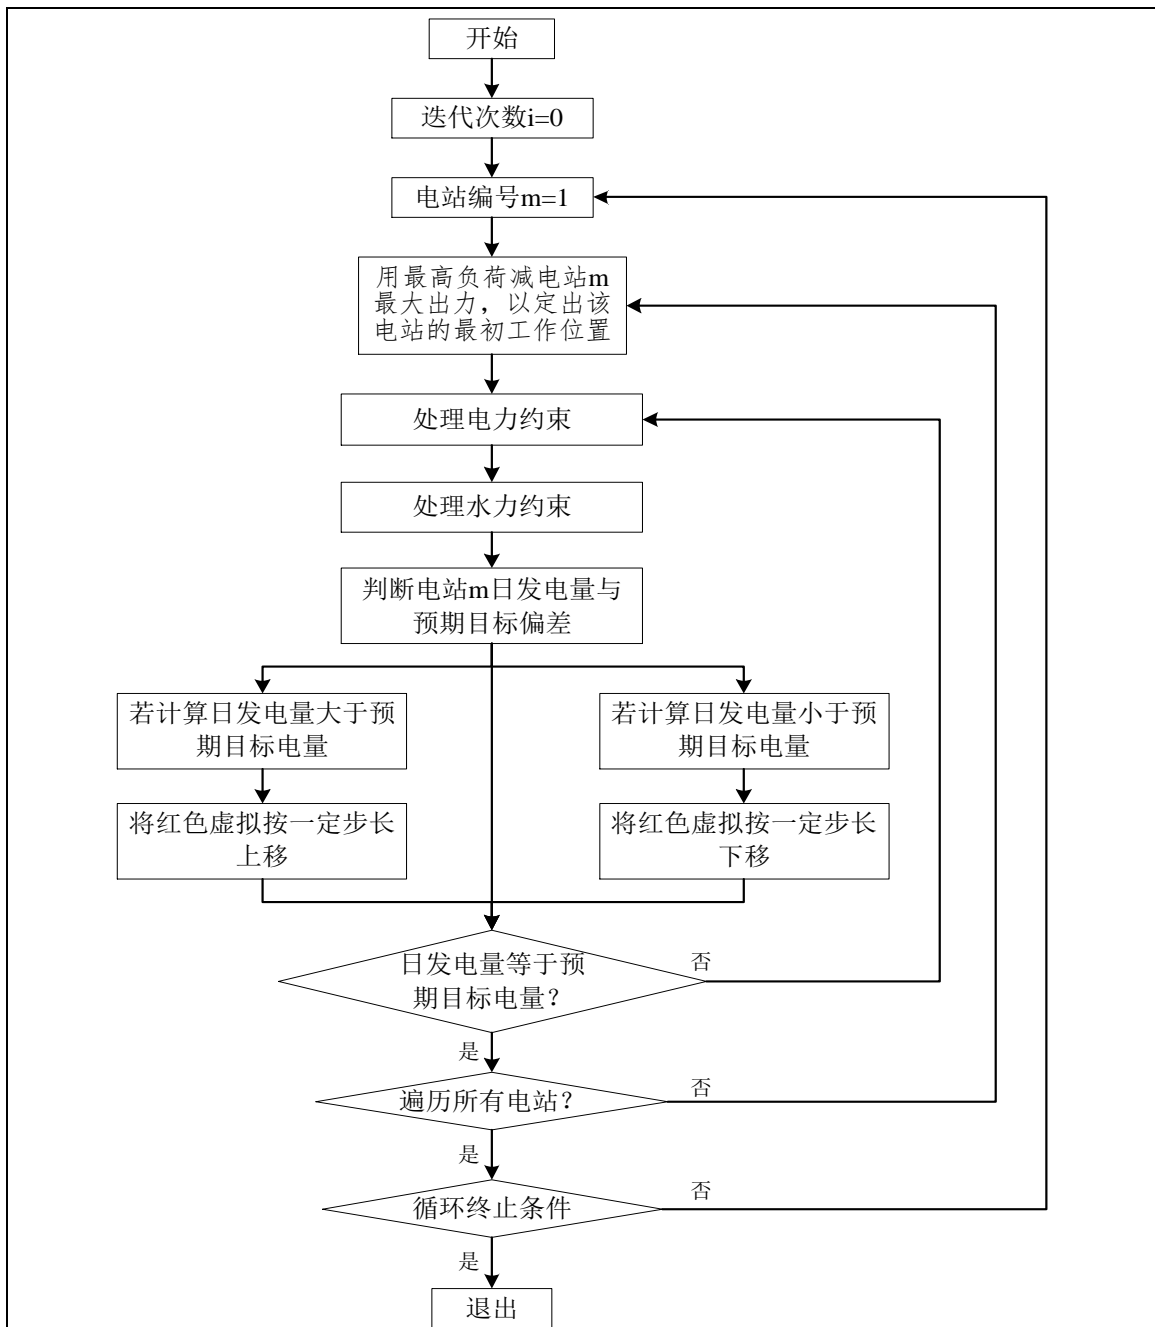 开始
迭代次数i=0
电站编号m=1
用最高负荷减电站m
最大出力，以定出该
电站的最初工作位置
处理电力约束
处理水力约束
判断电站m日发电量与
预期目标偏差
若计算日发电量大于预
期目标电量
若计算日发电量小于预
期目标电量
将红色虚拟按一定步长
上移
将红色虚拟按一定步长
下移
日发电量等于预
期目标电量？
否
是
遍历所有电站？
否
是
循环终止条件
否
是
退出